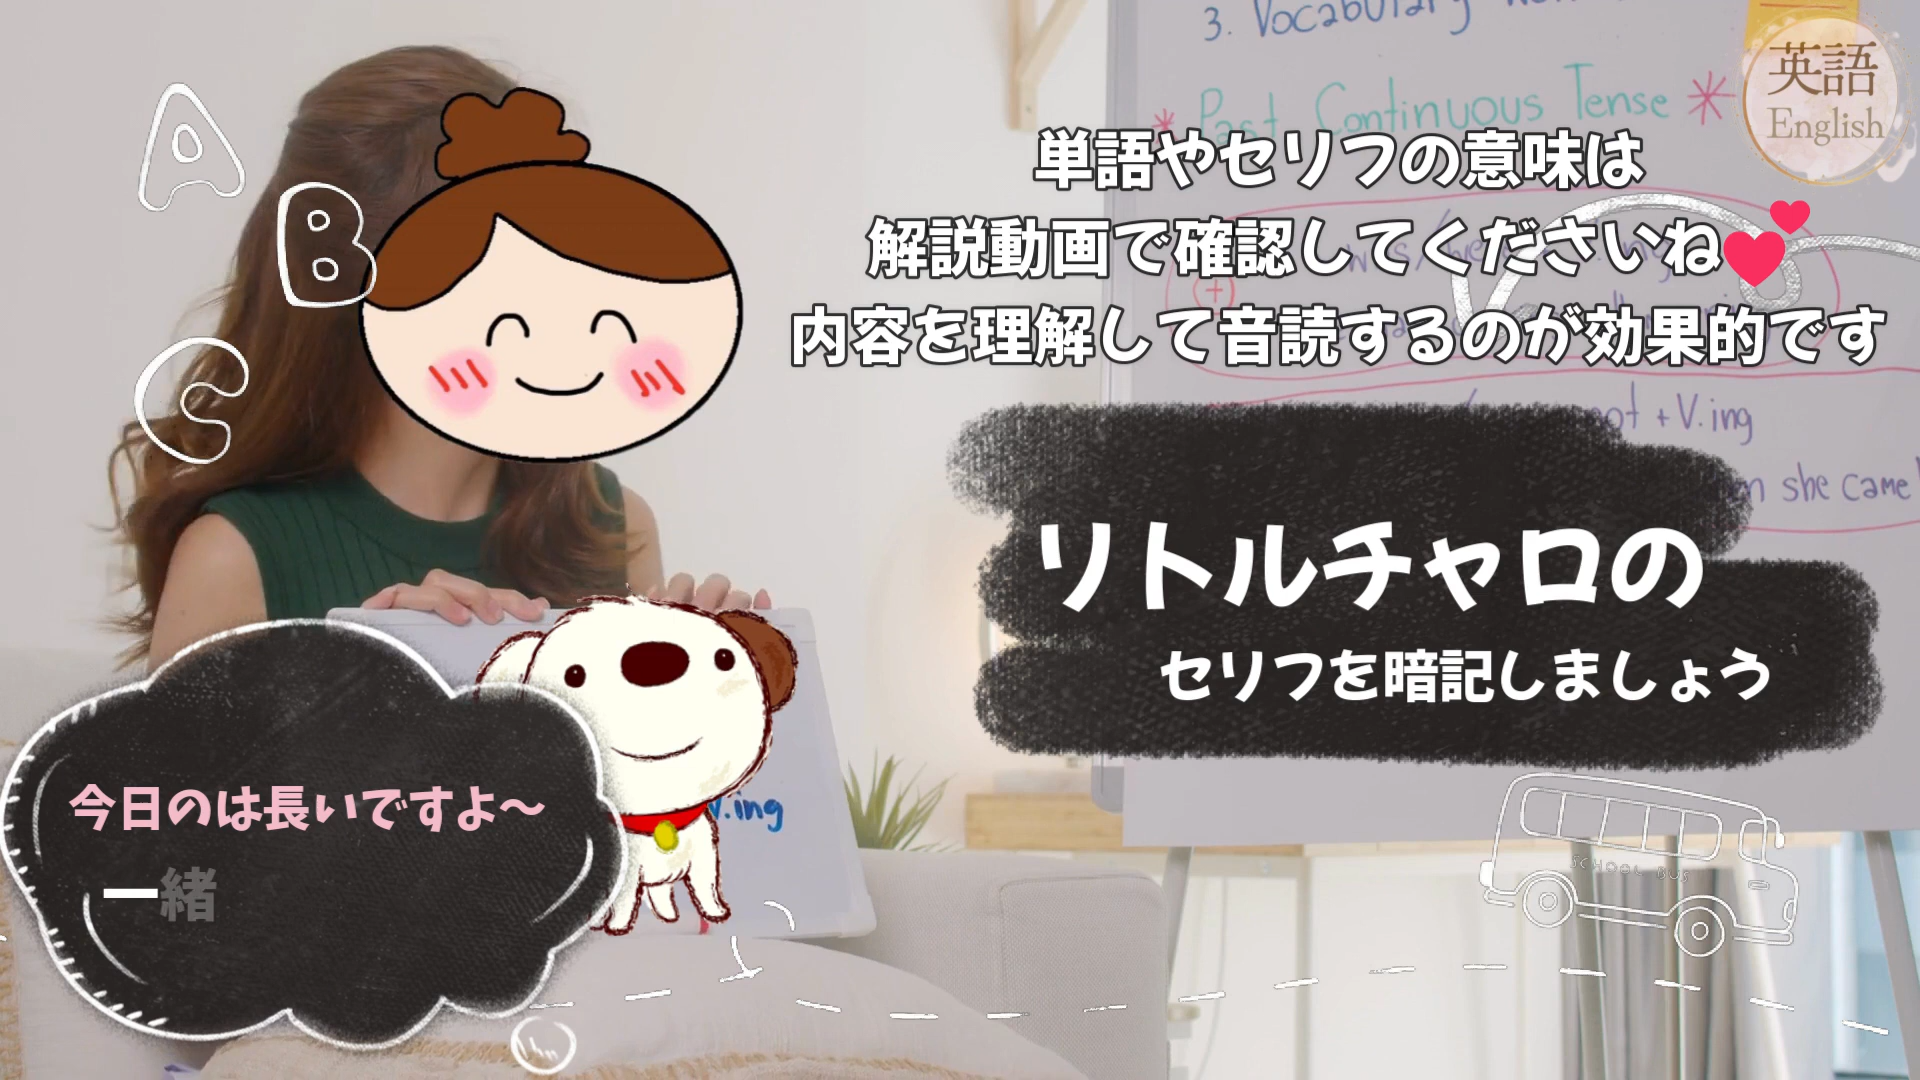 3. Vocabulary
* Past Continuous Tense *
英語
English
単語やセリフの意味は
解説動画で確認してくださいね
内容を理解して音読するのが効果的です
not + V.ing
she came
リトルチャロの
セリフを暗記しましょう
A
B
C
今日のは長いですよ～
一緒
V.ing
SCHOOL BUS